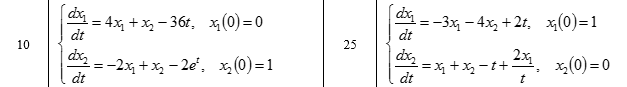 10
dx₁/dt = 4x₁ + x₂ − 36t, x₁(0) = 0
dx₂/dt = −2x₁ + x₂ − 2eᵗ, x₂(0) = 1
25
dx₁/dt = −3x₁ − 4x₂ + 2t, x₁(0) = 1
dx₂/dt = x₁ + x₂ − t + 2x₁/t, x₂(0) = 0